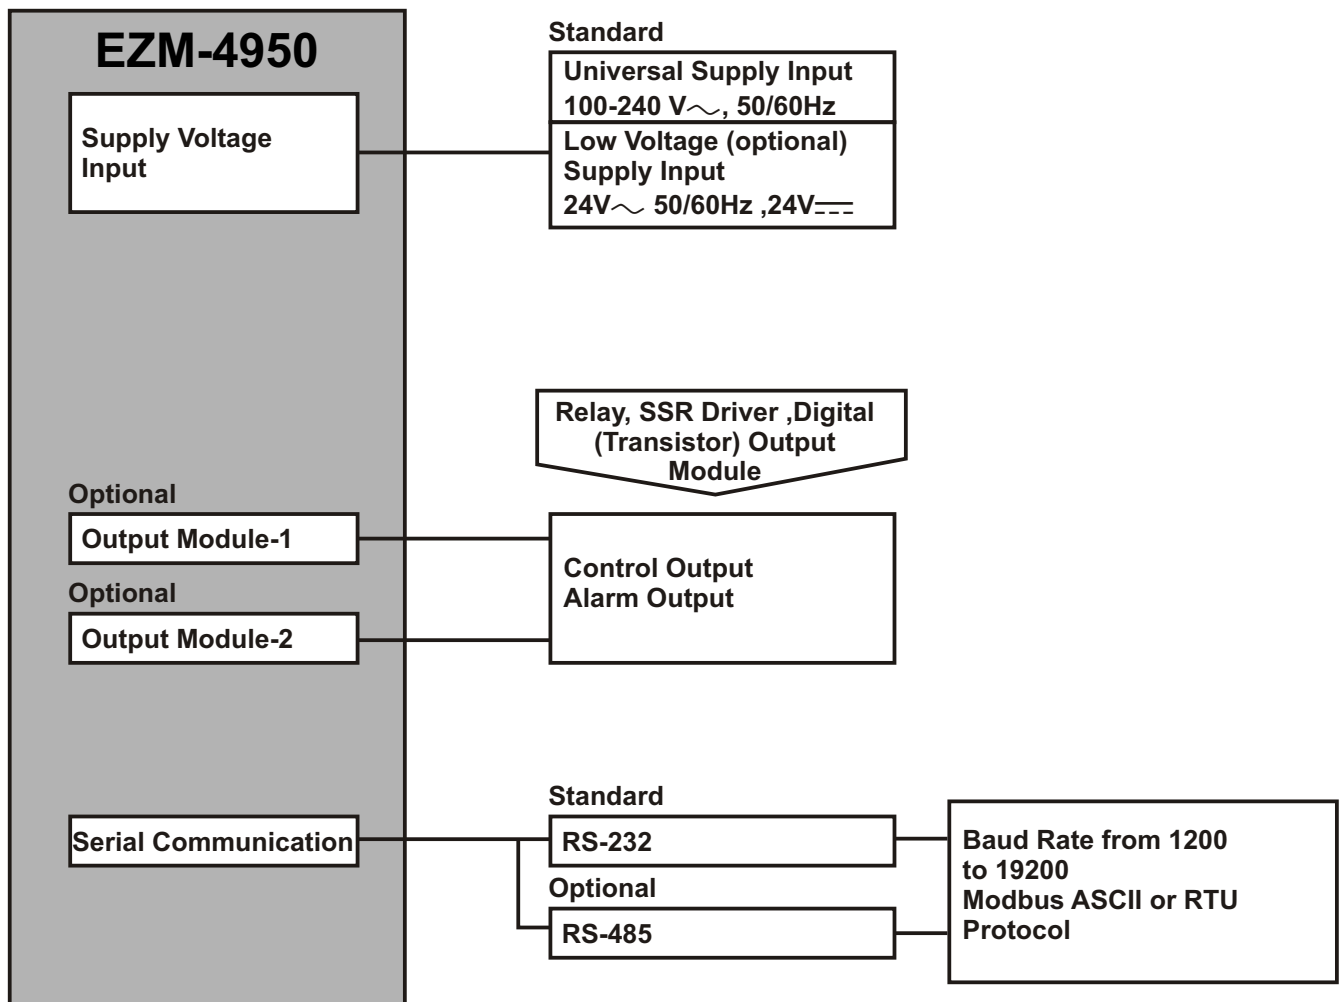 EZM-4950
Supply Voltage
Input
Standard
Universal Supply Input
100-240 V～, 50/60Hz
Low Voltage (optional)
Supply Input
24V～ 50/60Hz ,24V⎓
Relay, SSR Driver ,Digital
(Transistor) Output
Module
Optional
Output Module-1
Optional
Output Module-2
Control Output
Alarm Output
Serial Communication
Standard
RS-232
Optional
RS-485
Baud Rate from 1200
to 19200
Modbus ASCII or RTU
Protocol